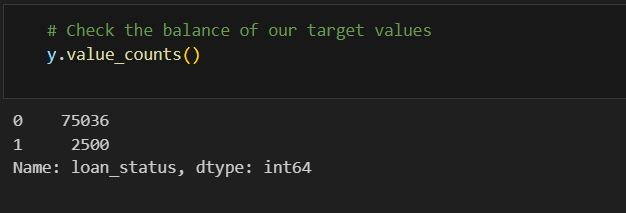 # Check the balance of our target values
y.value_counts()
0    75036
1     2500
Name: loan_status, dtype: int64